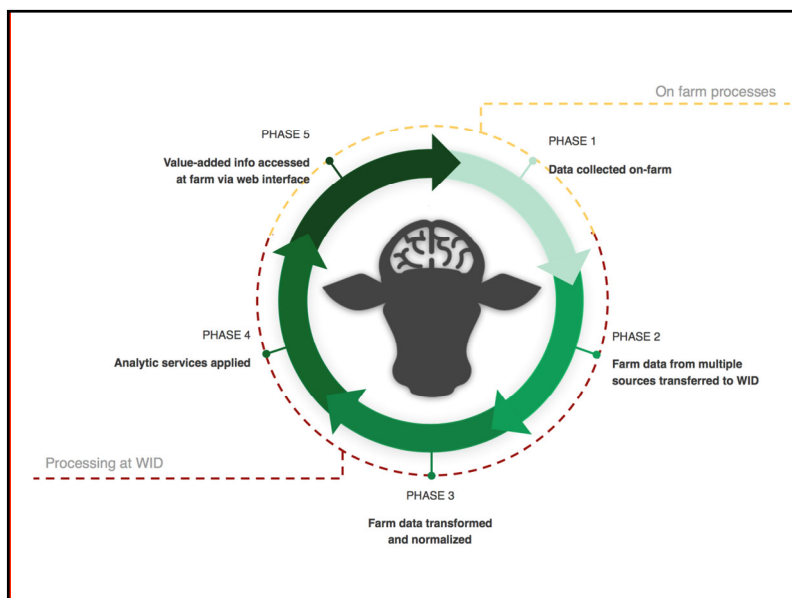 On farm processes
PHASE 5
Value-added info accessed
at farm via web interface
PHASE 1
Data collected on-farm
PHASE 4
Analytic services applied
PHASE 2
Farm data from multiple
sources transferred to WID
Processing at WID
PHASE 3
Farm data transformed
and normalized